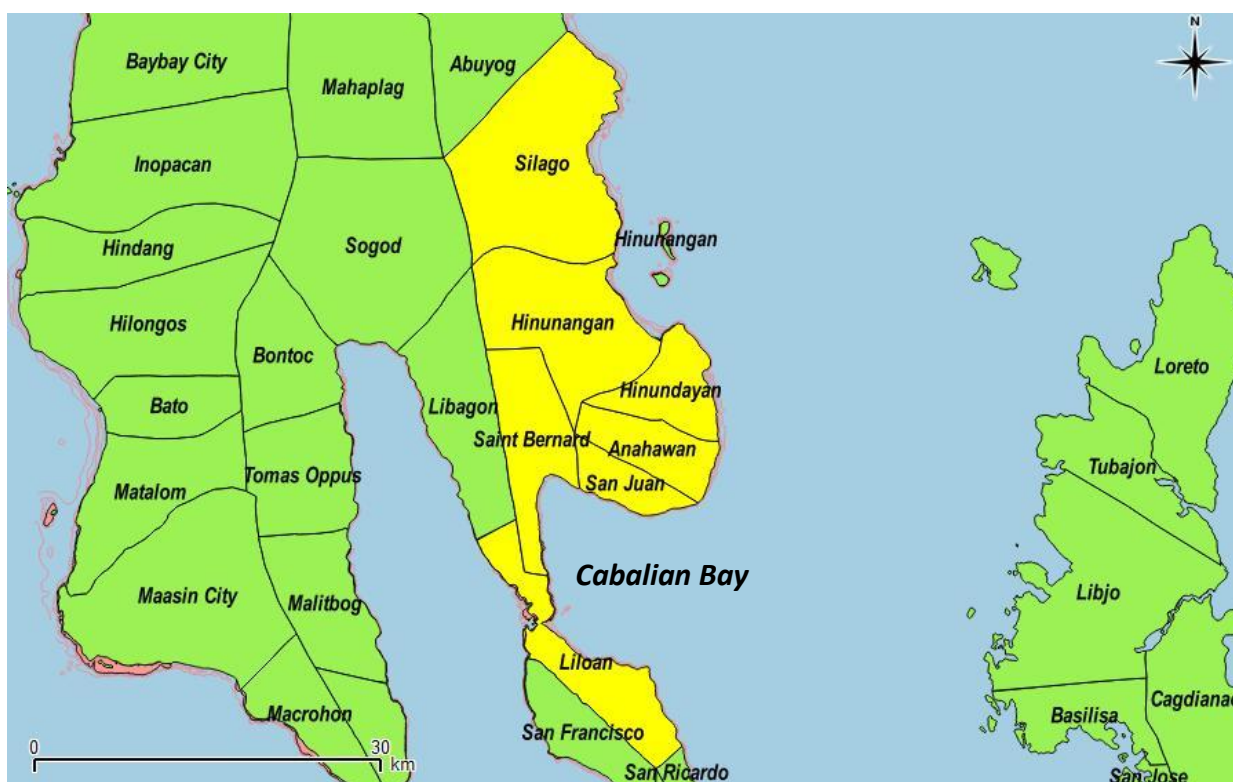 N
Baybay City
Abuyog
Mahaplag
Inopacan
Silago
Hindang
Sogod
Hinunangan
Hilongos
Hinunangan
Bontoc
Loreto
Hinundayan
Bato
Libagon
Saint Bernard
Anahawan
Tubajon
Tomas Oppus
San Juan
Matalom
Cabalian Bay
Maasin City
Malitbog
Libjo
Liloan
Cagdianao
Macrohon
San Francisco
Basilisa
0
30
km
San Ricardo
San Jose